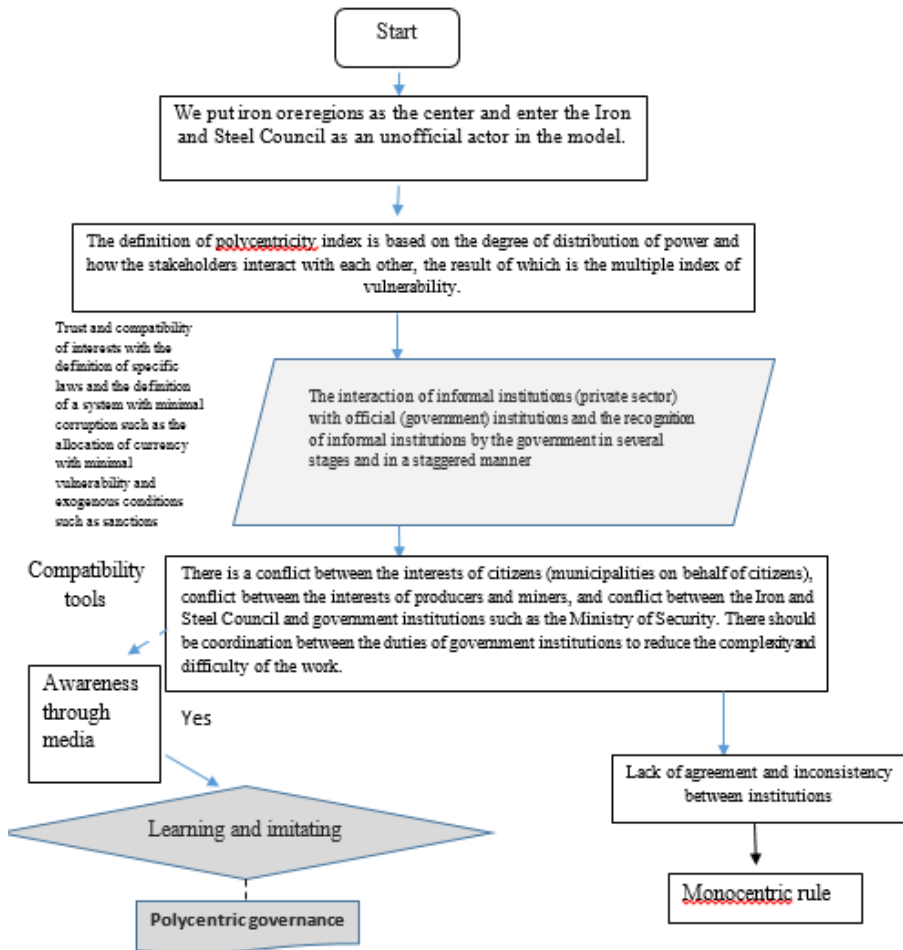 Start
We put iron oreregions as the center and enter the Iron
and Steel Council as an unofficial actor in the model.
The definition of polycentricity index is based on the degree of distribution of power and
how the stakeholders interact with each other, the result of which is the multiple index of
vulnerability.
Trust and compatibility
of interests with the
definition of specific
laws and the definition
of a system with minimal
corruption such as the
allocation of currency
with minimal
vulnerability and
exogenous conditions
such as sanctions
The interaction of informal institutions (private sector)
with official (government) institutions and the recognition
of informal institutions by the government in several
stages and in a staggered manner
Compatibility
tools
There is a conflict between the interests of citizens (municipalities on behalf of citizens),
conflict between the interests of producers and miners, and conflict between the Iron and
Steel Council and government institutions such as the Ministry of Security. There should
be coordination between the duties of government institutions to reduce the complexity and
difficulty of the work.
Awareness
through
media
Yes
Lack of agreement and inconsistency
between institutions
Learning and imitating
Monocentric rule
Polycentric governance